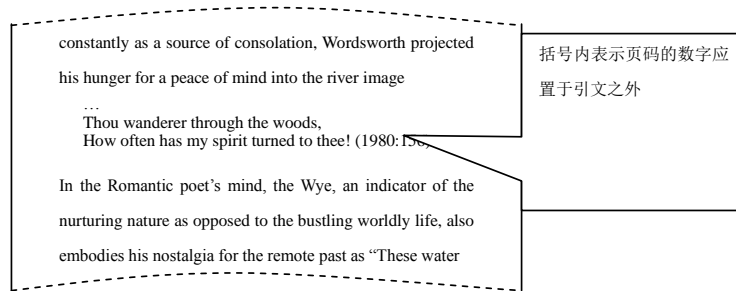 constantly as a source of consolation, Wordsworth projected
his hunger for a peace of mind into the river image
…
Thou wanderer through the woods,
How often has my spirit turned to thee! (1980:156)
In the Romantic poet’s mind, the Wye, an indicator of the
nurturing nature as opposed to the bustling worldly life, also
embodies his nostalgia for the remote past as “These water
括号内表示页码的数字应
置于引文之外